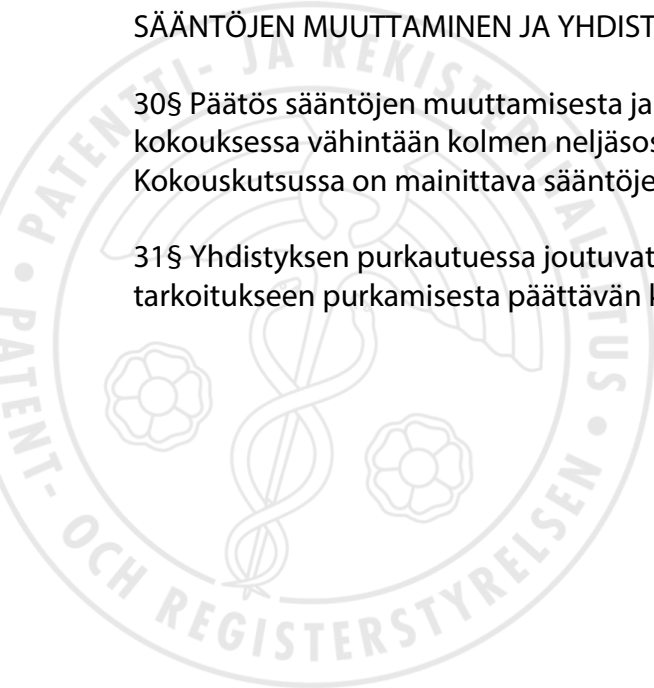 SÄÄNTÖJEN MUUTTAMINEN JA YHDIST
30§ Päätös sääntöjen muuttamisesta ja
kokouksessa vähintään kolmen neljäsos
Kokouskutsussa on mainittava sääntöje
31§ Yhdistyksen purkautuessa joutuvat
tarkoitukseen purkamisesta päättävän k
PATENTTI- JA REKISTERIHALLITUS
PATENT- OCH REGISTERSTYRELSEN